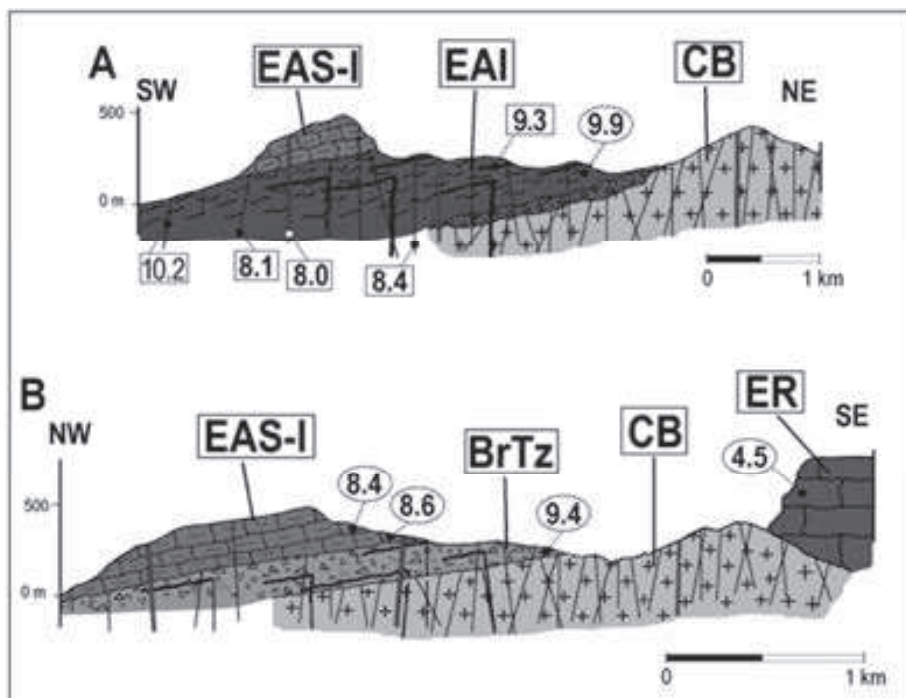 A
SW
EAS-I
EAI
CB
NE
500
0 m
9.3
9.9
10.2
8.1
8.0
8.4
0
1 km
B
NW
EAS-I
BrTz
CB
ER
SE
500
0 m
8.4
8.6
9.4
4.5
0
1 km